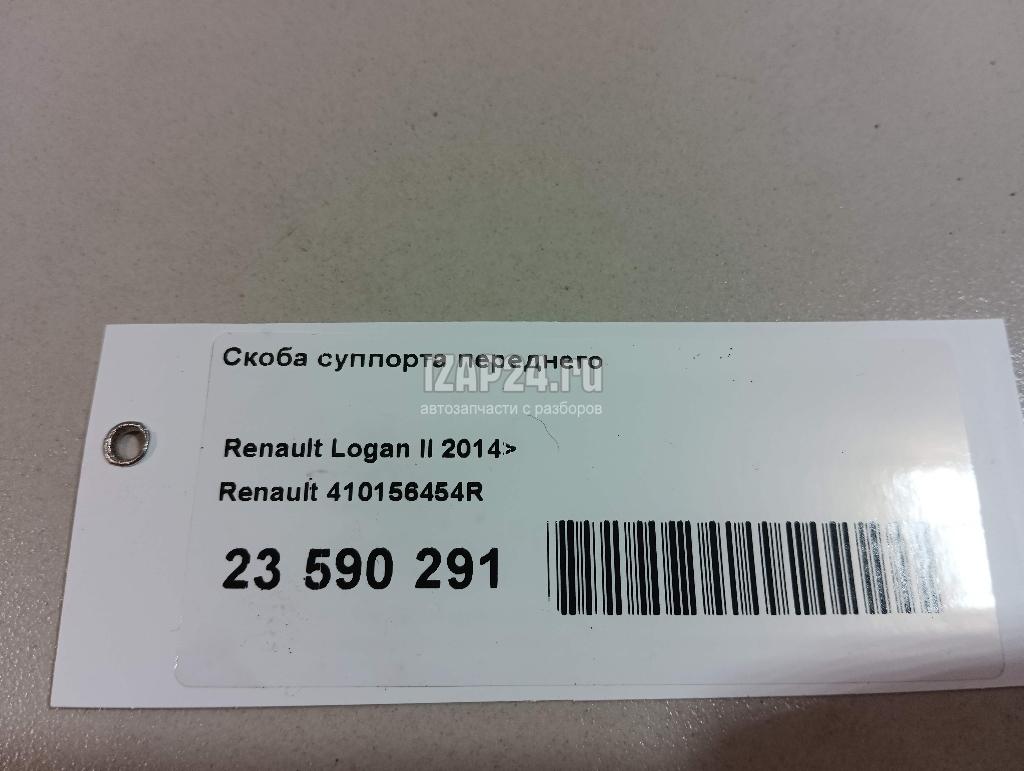 Скоба суппорта переднего
IZAP24.ru
автозапчасти с разборов
Renault Logan II 2014>
Renault 410156454R
23 590 291